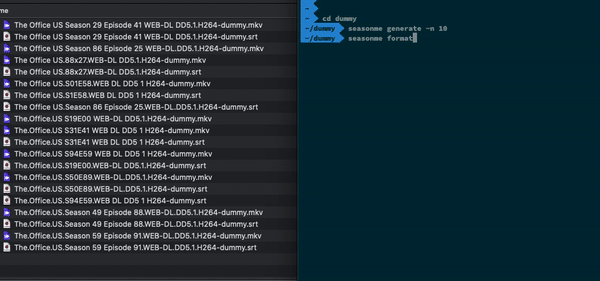 me
The Office US Season 29 Episode 41 WEB-DL DD5.1.H264-dummy.mkv
The Office US Season 29 Episode 41 WEB-DL DD5.1.H264-dummy.srt
The Office US Season 86 Episode 25 WEB-DL.DD5.1.H264-dummy.mkv
The Office US.88x27.WEB-DL.DD5.1.H264-dummy.mkv
The Office US.88x27.WEB-DL.DD5.1.H264-dummy.srt
The Office US.S01E58.WEB DL DD5 1 H264-dummy.mkv
The Office US.S1E58.WEB DL DD5 1 H264-dummy.srt
The Office US.Season 86 Episode 25.WEB-DL.DD5.1.H264-dummy.srt
The.Office.US S19E00 WEB-DL.DD5.1.H264-dummy.mkv
The.Office.US S31E41 WEB DL DD5 1 H264-dummy.mkv
The.Office.US S31E41 WEB DL DD5 1 H264-dummy.srt
The.Office.US S94E59 WEB DL DD5 1 H264-dummy.mkv
The.Office.US.S19E00.WEB-DL.DD5.1.H264-dummy.srt
The.Office.US.S50E89.WEB-DL.DD5.1.H264-dummy.mkv
The.Office.US.S50E89.WEB-DL.DD5.1.H264-dummy.srt
The.Office.US.S94E59.WEB DL DD5 1 H264-dummy.srt
The.Office.US.Season 49 Episode 88.WEB-DL.DD5.1.H264-dummy.mkv
The.Office.US.Season 49 Episode 88.WEB-DL.DD5.1.H264-dummy.srt
The.Office.US.Season 59 Episode 91.WEB-DL.DD5.1.H264-dummy.mkv
The.Office.US.Season 59 Episode 91.WEB-DL.DD5.1.H264-dummy.srt
~
~ cd dummy
~/dummy seasonme generate -n 10
~/dummy seasonme format